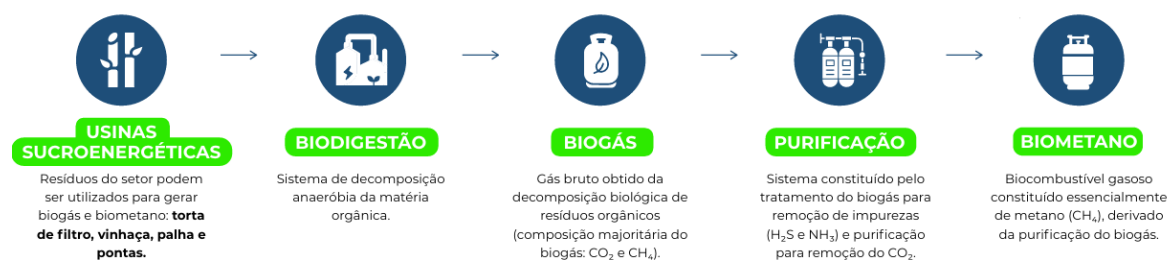 USINAS
SUCROENERGÉTICAS
Resíduos do setor podem
ser utilizados para gerar
biogás e biometano: torta
de filtro, vinhaça, palha e
pontas.
BIODIGESTÃO
Sistema de decomposição
anaeróbia da matéria
orgânica.
BIOGÁS
Gás bruto obtido da
decomposição biológica de
resíduos orgânicos
(composição majoritária do
biogás: CO₂ e CH₄).
PURIFICAÇÃO
Sistema constituído pelo
tratamento do biogás para
remoção de impurezas
(H₂S e NH₃) e purificação
para remoção do CO₂.
BIOMETANO
Biocombustível gasoso
constituído essencialmente
de metano (CH₄), derivado
da purificação do biogás.